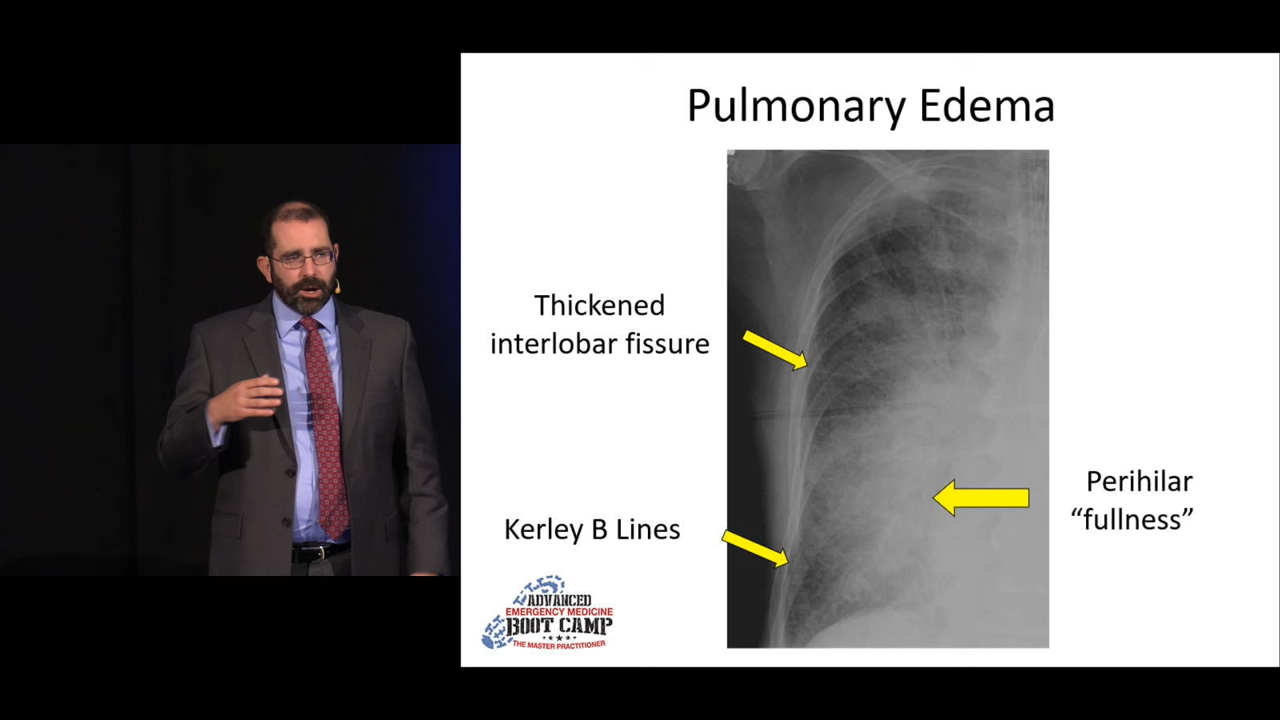 Pulmonary Edema
Thickened
interlobar fissure
Kerley B Lines
Perihilar
“fullness”
ADVANCED
EMERGENCY MEDICINE
BOOT CAMP
THE MASTER PRACTITIONER